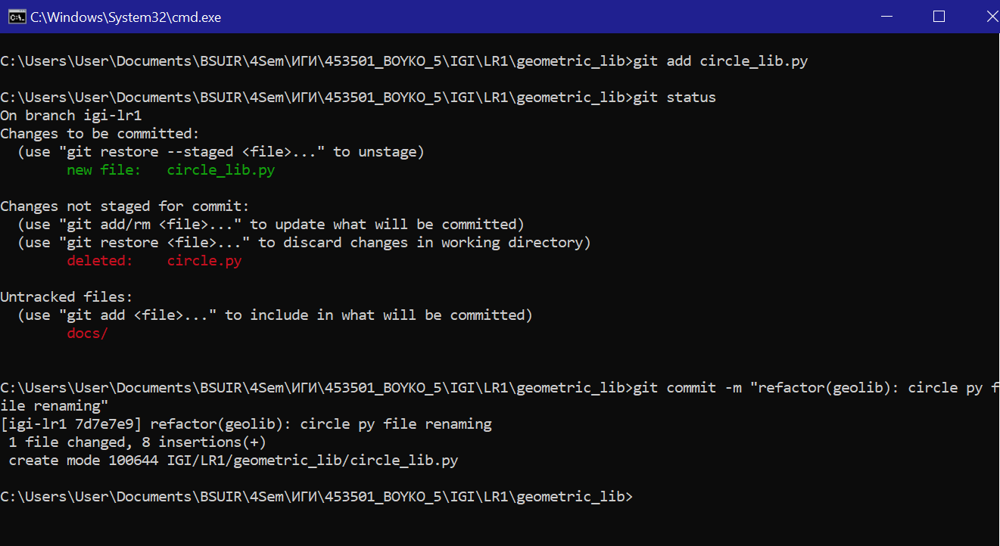 C:\Windows\System32\cmd.exe
C:\Users\User\Documents\BSUIR\4Sem\ИГИ\453501_BOYKO_5\IGI\LR1\geometric_lib>git add circle_lib.py
C:\Users\User\Documents\BSUIR\4Sem\ИГИ\453501_BOYKO_5\IGI\LR1\geometric_lib>git status
On branch igi-lr1
Changes to be committed:
  (use "git restore --staged <file>..." to unstage)
        new file:   circle_lib.py
Changes not staged for commit:
  (use "git add/rm <file>..." to update what will be committed)
  (use "git restore <file>..." to discard changes in working directory)
        deleted:    circle.py
Untracked files:
  (use "git add <file>..." to include in what will be committed)
        docs/
C:\Users\User\Documents\BSUIR\4Sem\ИГИ\453501_BOYKO_5\IGI\LR1\geometric_lib>git commit -m "refactor(geolib): circle py f
ile renaming"
[igi-lr1 7d7e7e9] refactor(geolib): circle py file renaming
 1 file changed, 8 insertions(+)
 create mode 100644 IGI/LR1/geometric_lib/circle_lib.py
C:\Users\User\Documents\BSUIR\4Sem\ИГИ\453501_BOYKO_5\IGI\LR1\geometric_lib>